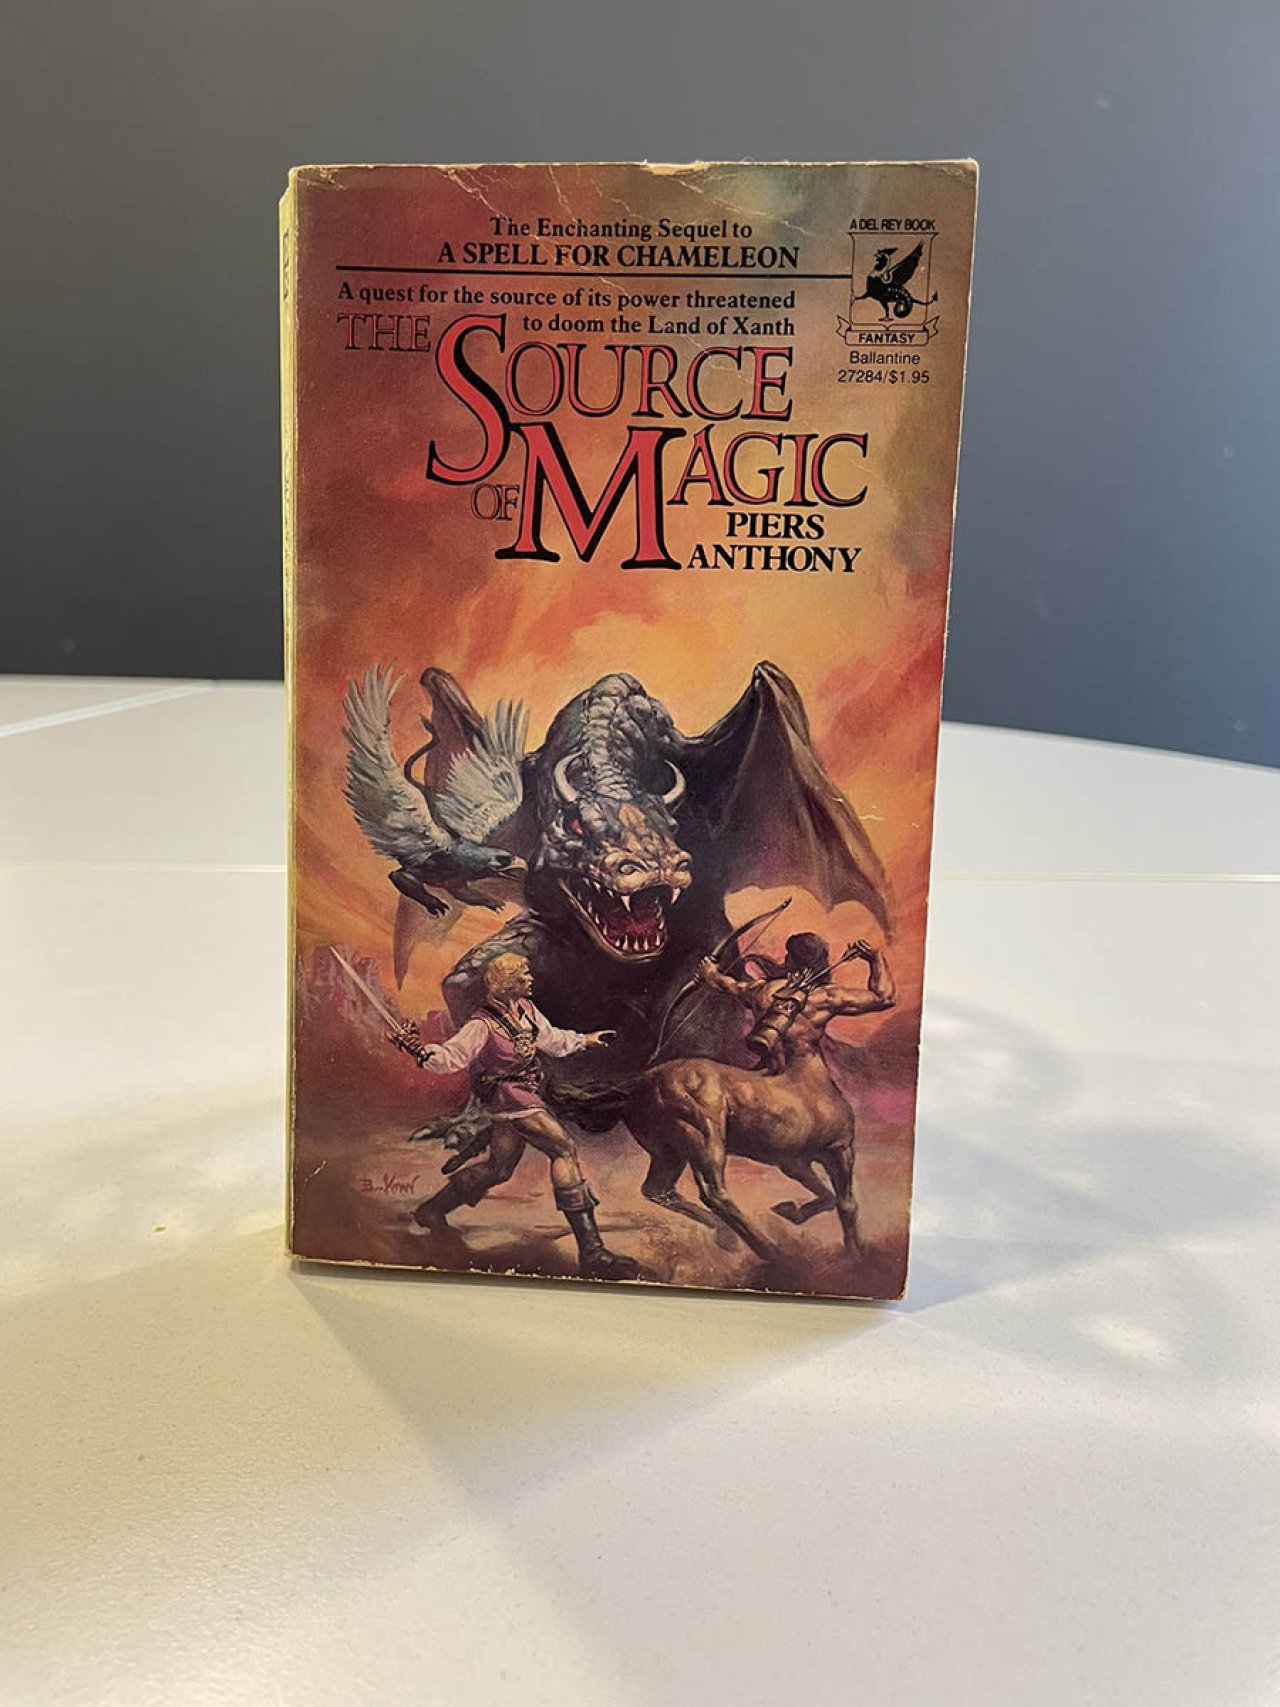 The Enchanting Sequel to
A SPELL FOR CHAMELEON
A quest for the source of its power threatened
to doom the Land of Xanth
THE SOURCE
OF MAGIC
PIERS
ANTHONY
A DEL REY BOOK
FANTASY
Ballantine
27284/$1.95